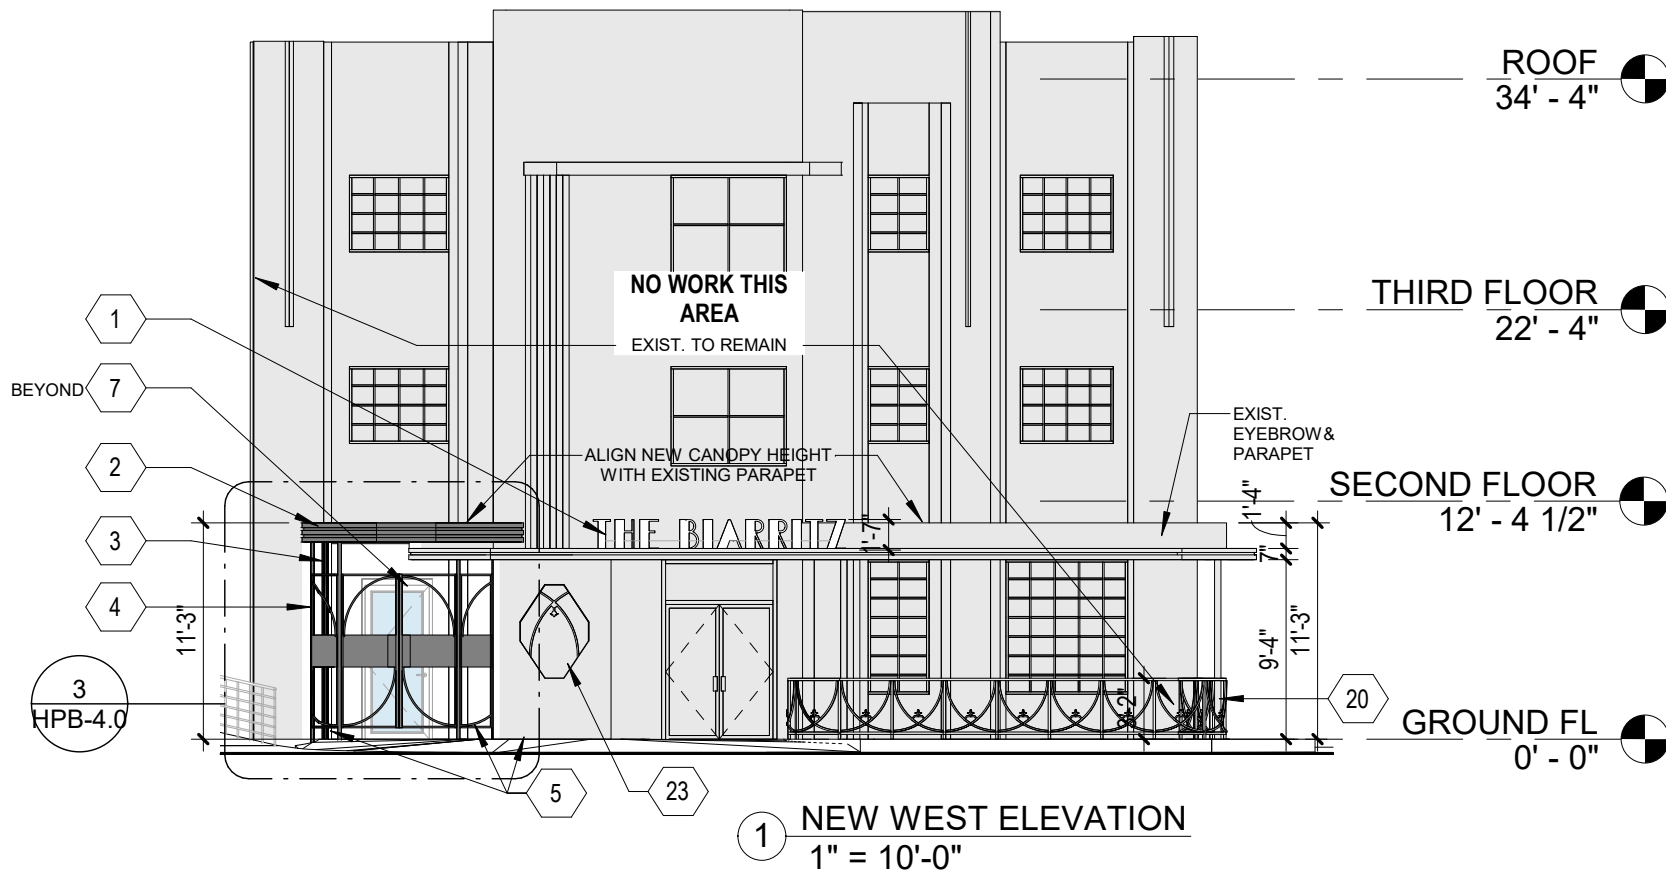 ROOF
34' - 4"
THIRD FLOOR
22' - 4"
SECOND FLOOR
12' - 4 1/2"
GROUND FL
0' - 0"
NO WORK THIS
AREA
EXIST. TO REMAIN
1
BEYOND
7
2
3
4
ALIGN NEW CANOPY HEIGHT
WITH EXISTING PARAPET
EXIST.
EYEBROW &
PARAPET
THE BIARRITZ
1'-7"
1'-4"
7"
9'-4"
11'-3"
11'-3"
3
HPB-4.0
5
23
20
1
NEW WEST ELEVATION
1" = 10'-0"